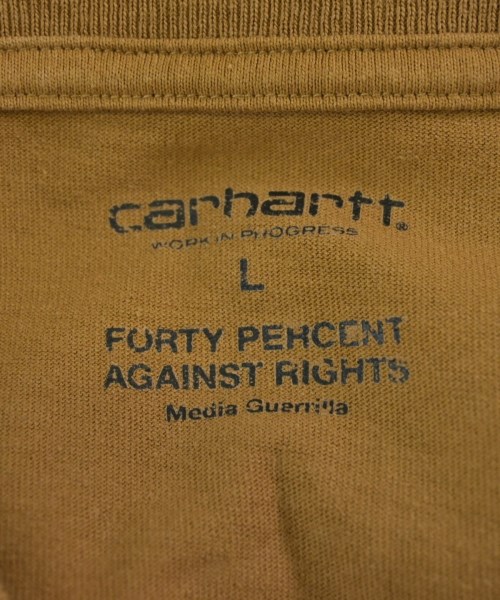 carhartt®
WORK IN PROGRESS
L
FORTY PERCENT
AGAINST RIGHTS
Media Guerrilla